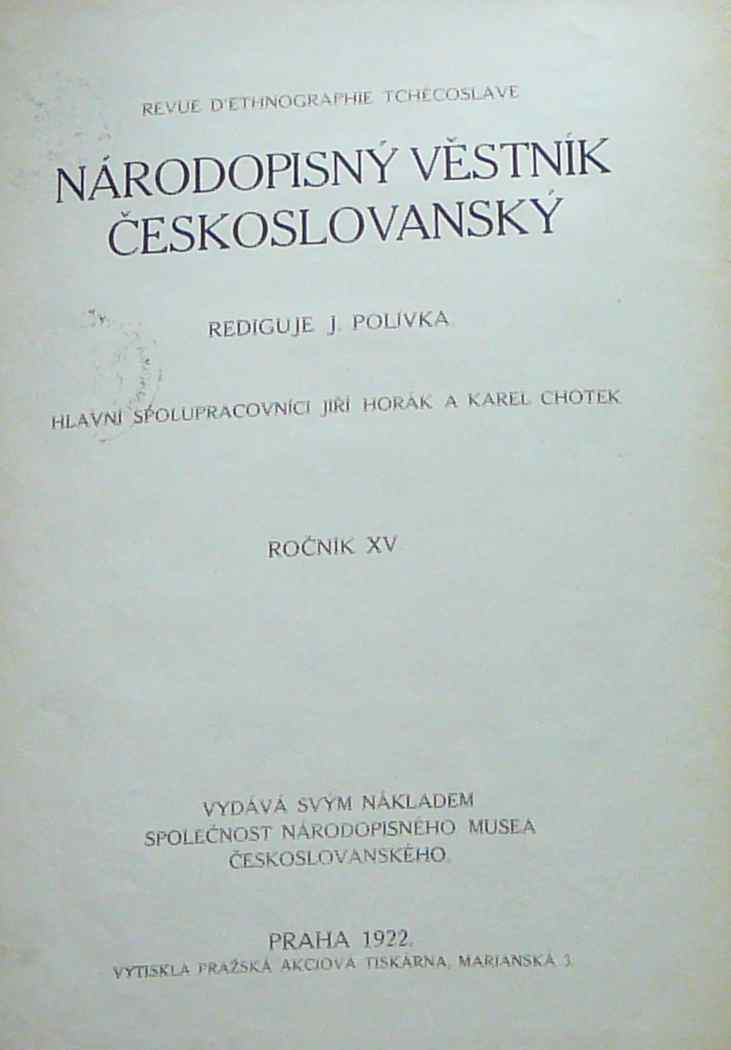 REVUE D'ETHNOGRAPHIE TCHÉCOSLAVE
NÁRODOPISNÝ VĚSTNÍK
ČESKOSLOVANSKÝ
REDIGUJE J. POLÍVKA
HLAVNÍ SPOLUPRACOVNÍCI JIŘÍ HORÁK A KAREL CHOTEK
ROČNÍK XV
VYDÁVÁ SVÝM NÁKLADEM
SPOLEČNOST NÁRODOPISNÉHO MUSEA
ČESKOSLOVANSKÉHO.
PRAHA 1922.
VYTISKLA PRAŽSKÁ AKCIOVÁ TISKÁRNA, MARIANSKÁ 3.